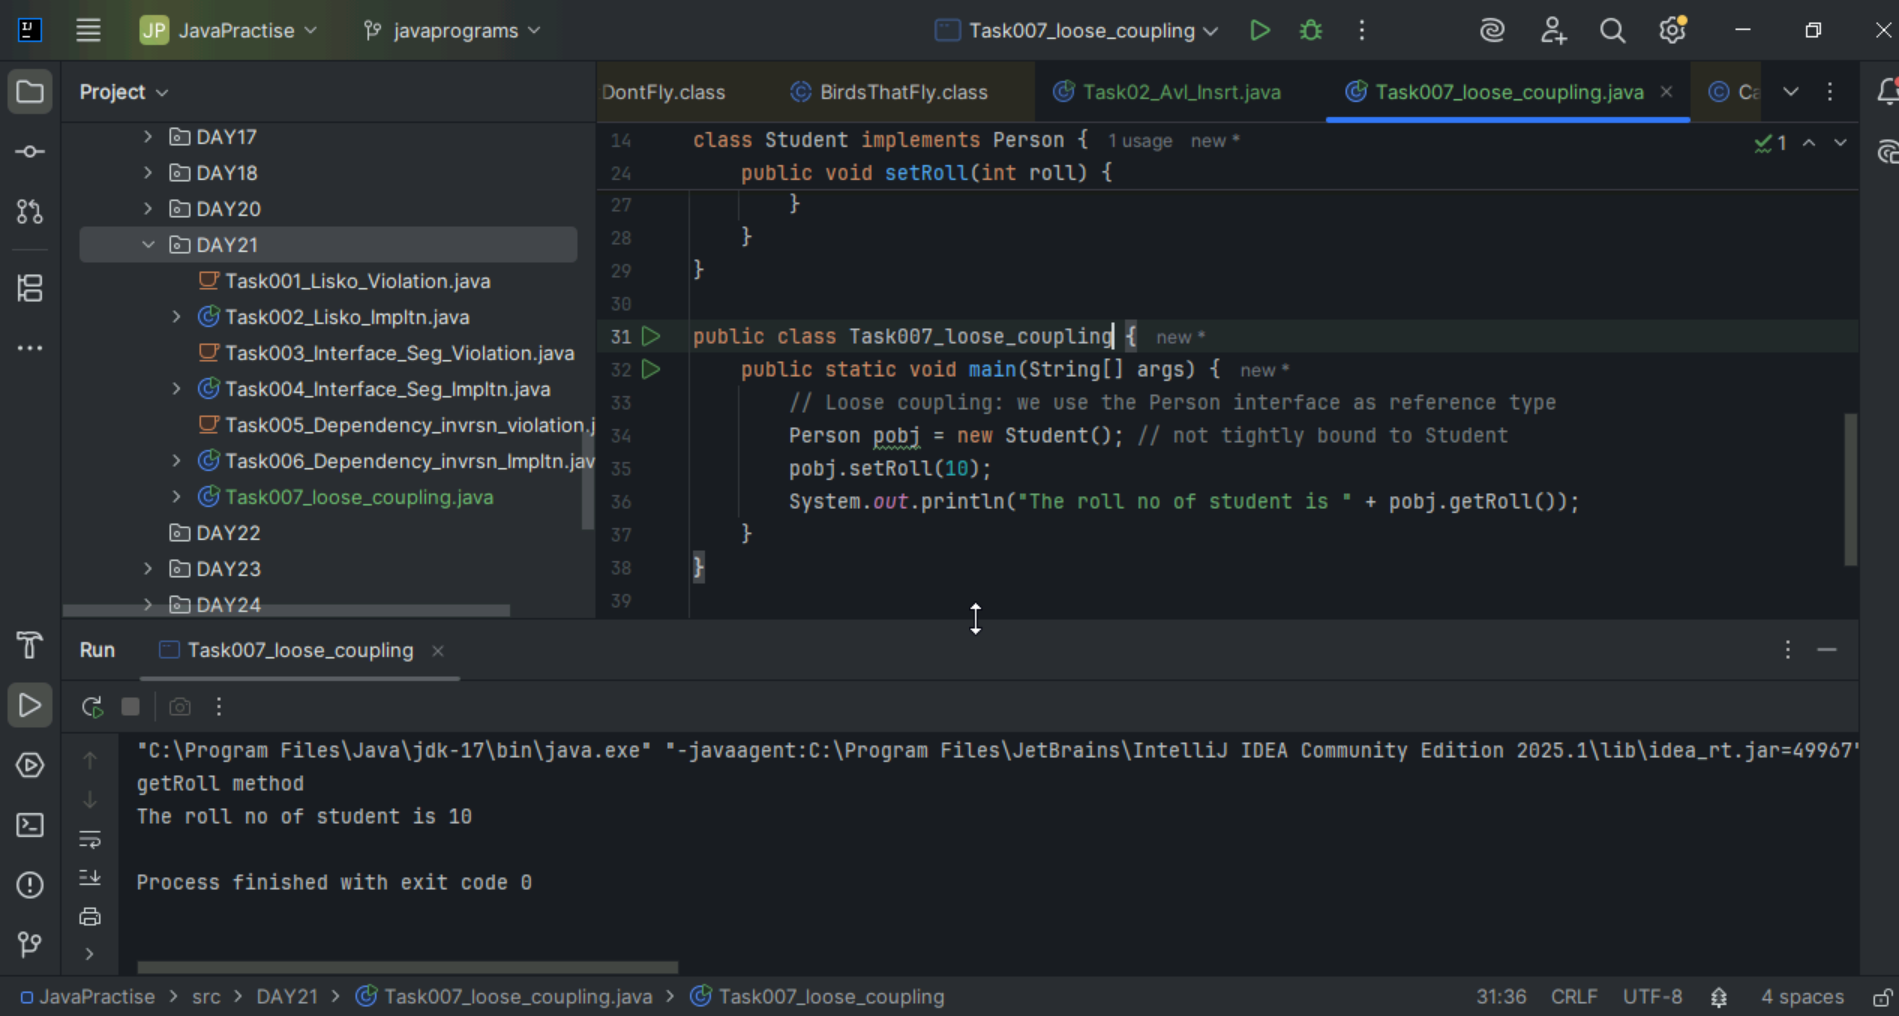 JP JavaPractise javaprograms Task007_loose_coupling
Project
DontFly.class BirdsThatFly.class Task02_Avl_Insrt.java Task007_loose_coupling.java
DAY17
DAY18
DAY20
DAY21
Task001_Lisko_Violation.java
Task002_Lisko_Impltn.java
Task003_Interface_Seg_Violation.java
Task004_Interface_Seg_Impltn.java
Task005_Dependency_invrsn_violation.j
Task006_Dependency_invrsn_Impltn.jav
Task007_loose_coupling.java
DAY22
DAY23
DAY24
14 class Student implements Person { 1 usage new *
1
24 public void setRoll(int roll) {
27 }
28 }
29 }
30
31 public class Task007_loose_coupling { new *
32 public static void main(String[] args) { new *
33 // Loose coupling: we use the Person interface as reference type
34 Person pobj = new Student(); // not tightly bound to Student
35 pobj.setRoll(10);
36 System.out.println("The roll no of student is " + pobj.getRoll());
37 }
38 }
39
Run Task007_loose_coupling
"C:\Program Files\Java\jdk-17\bin\java.exe" "-javaagent:C:\Program Files\JetBrains\IntelliJ IDEA Community Edition 2025.1\lib\idea_rt.jar=49967"
getRoll method
The roll no of student is 10
Process finished with exit code 0
JavaPractise > src > DAY21 > Task007_loose_coupling.java > Task007_loose_coupling 31:36 CRLF UTF-8 4 spaces